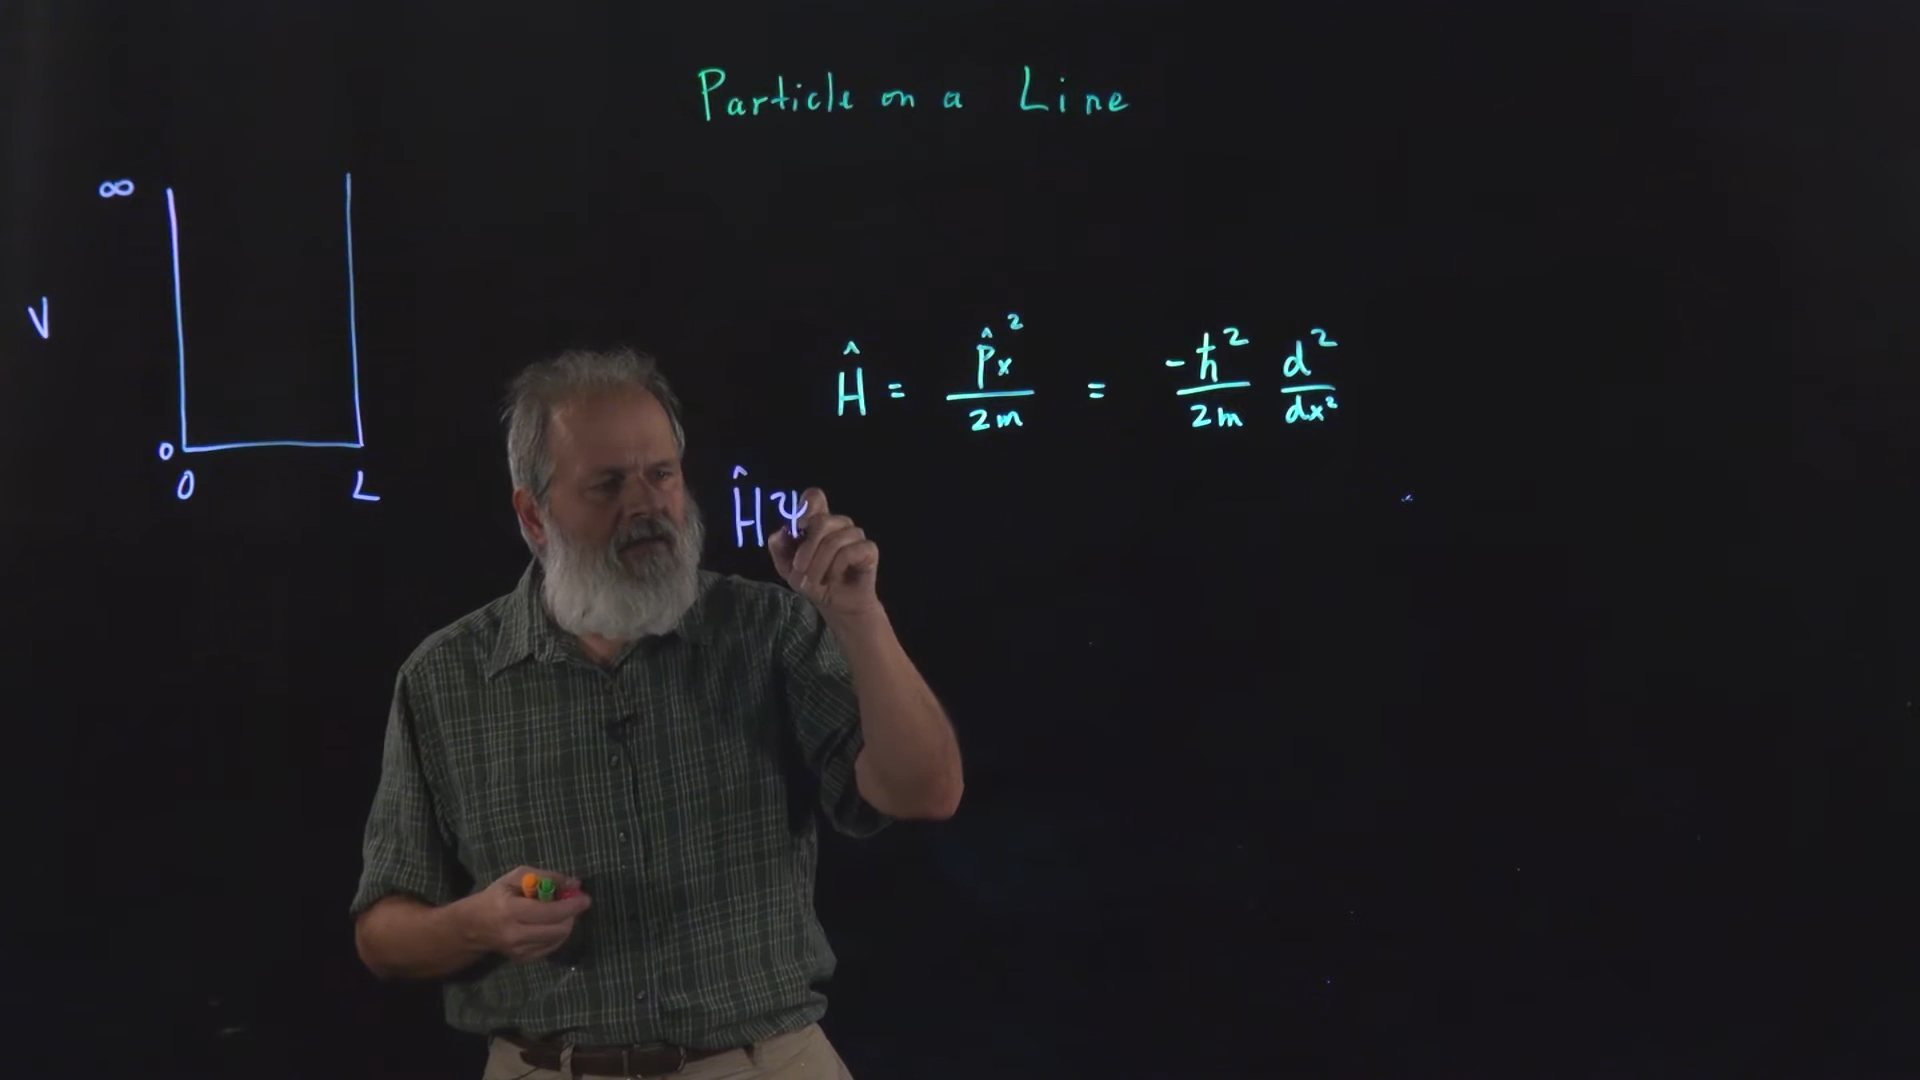 Particle on a Line
∞
V
Ĥ = p̂x² / 2m = -ħ² / 2m d² / dx²
0
0 L
ĤΨ